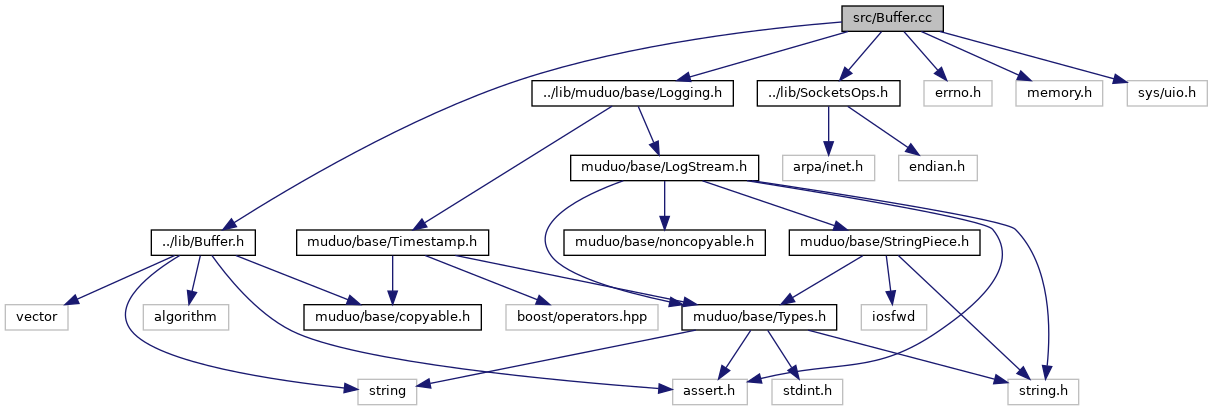 src/Buffer.cc
../lib/muduo/base/Logging.h
../lib/SocketsOps.h
errno.h
memory.h
sys/uio.h
muduo/base/LogStream.h
arpa/inet.h
endian.h
../lib/Buffer.h
muduo/base/Timestamp.h
muduo/base/noncopyable.h
muduo/base/StringPiece.h
vector
algorithm
muduo/base/copyable.h
boost/operators.hpp
muduo/base/Types.h
iosfwd
string
assert.h
stdint.h
string.h